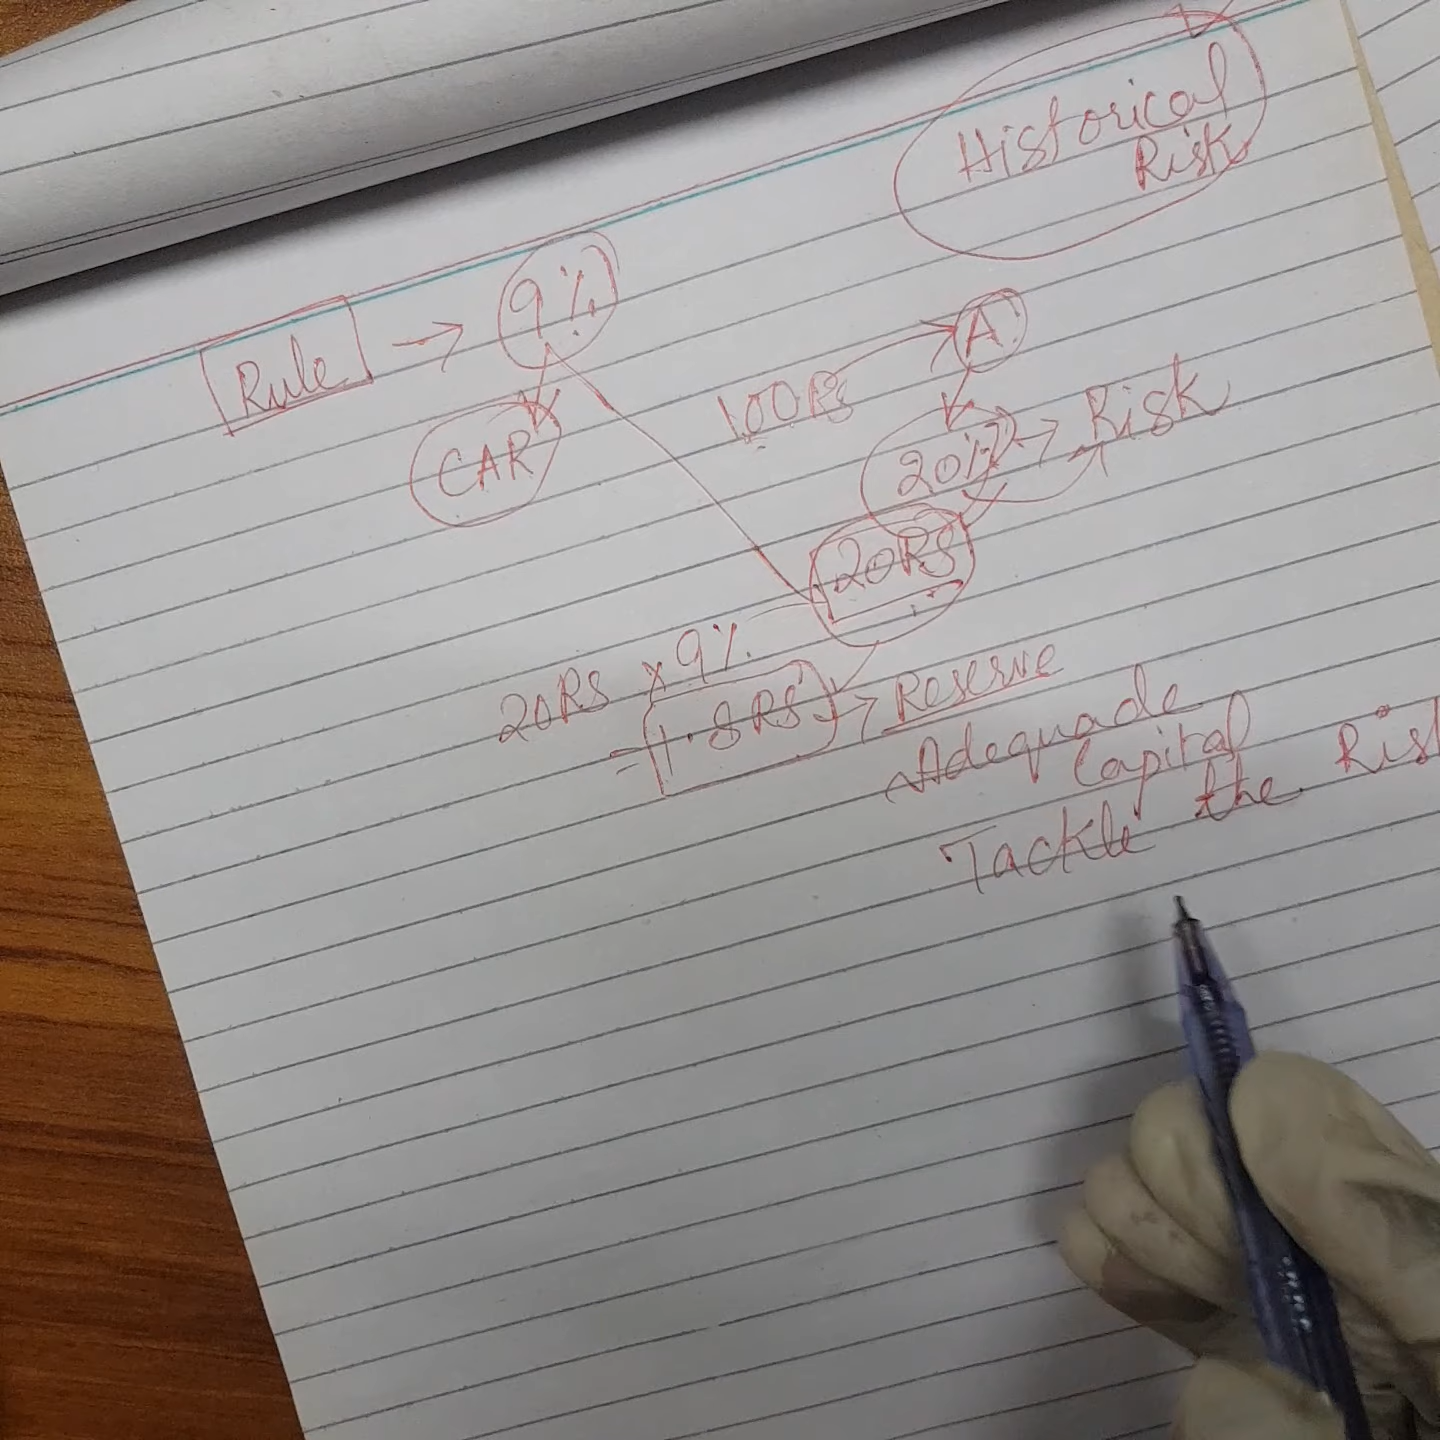 Historical
Risk
Rule → 9%
CAR
100Rs → A
20% → Risk
20Rs
20Rs x 9%
= 1.8Rs → Reserve
Adequade
Capital
Tackle the Risk